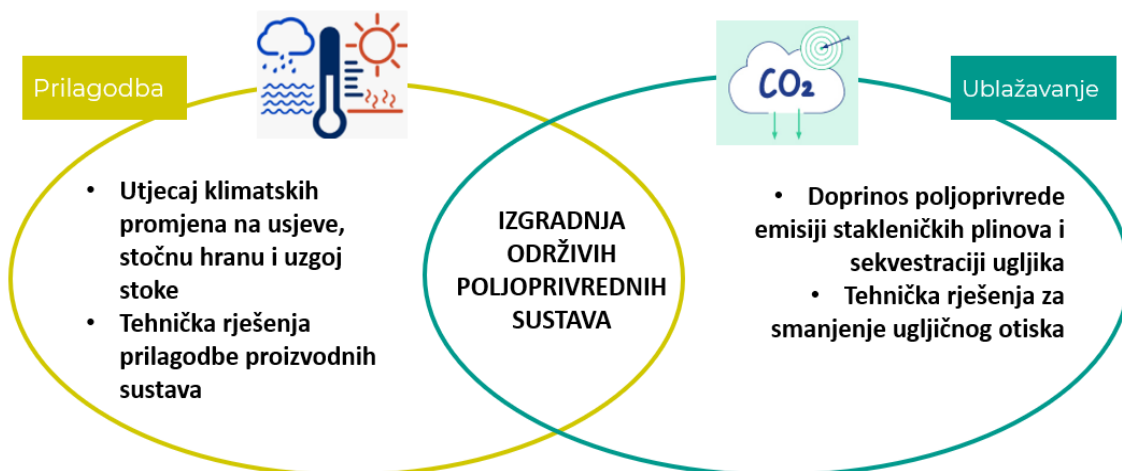 Prilagodba
CO₂
Ublažavanje
• Utjecaj klimatskih
promjena na usjeve,
stočnu hranu i uzgoj
stoke
• Tehnička rješenja
prilagodbe proizvodnih
sustava
IZGRADNJA
ODRŽIVIH
POLJOPRIVREDNIH
SUSTAVA
• Doprinos poljoprivrede
emisiji stakleničkih plinova i
sekvestraciji ugljika
• Tehnička rješenja za
smanjenje ugljičnog otiska